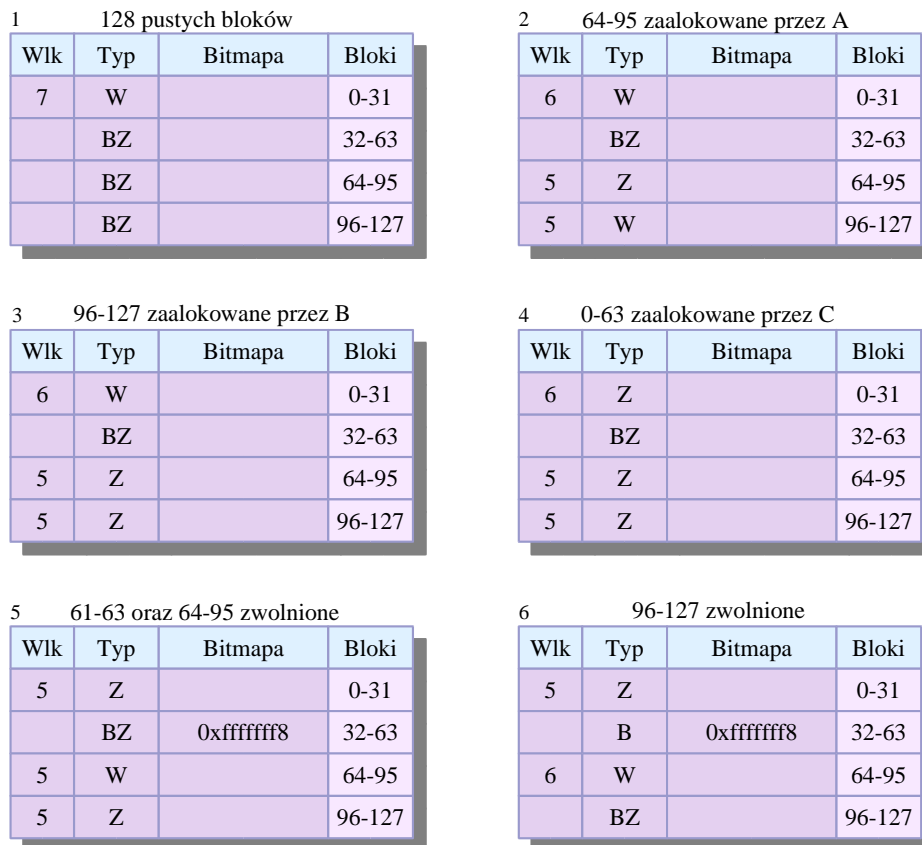 1 128 pustych bloków
Wlk Typ Bitmapa Bloki
7 W 0-31
BZ 32-63
BZ 64-95
BZ 96-127
2 64-95 zaalokowane przez A
Wlk Typ Bitmapa Bloki
6 W 0-31
BZ 32-63
5 Z 64-95
5 W 96-127
3 96-127 zaalokowane przez B
Wlk Typ Bitmapa Bloki
6 W 0-31
BZ 32-63
5 Z 64-95
5 Z 96-127
4 0-63 zaalokowane przez C
Wlk Typ Bitmapa Bloki
6 Z 0-31
BZ 32-63
5 Z 64-95
5 Z 96-127
5 61-63 oraz 64-95 zwolnione
Wlk Typ Bitmapa Bloki
5 Z 0-31
BZ 0xfffffff8 32-63
5 W 64-95
5 Z 96-127
6 96-127 zwolnione
Wlk Typ Bitmapa Bloki
5 Z 0-31
B 0xfffffff8 32-63
6 W 64-95
BZ 96-127